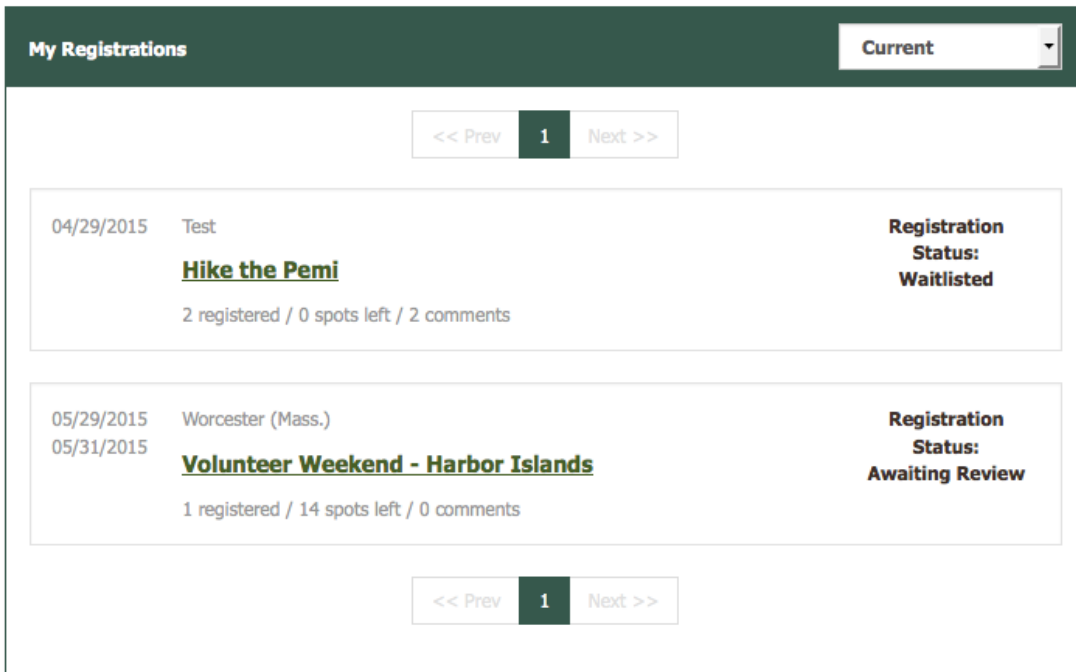 My Registrations
Current
<< Prev 1 Next >>
04/29/2015 Test
Hike the Pemi
2 registered / 0 spots left / 2 comments
Registration
Status:
Waitlisted
05/29/2015
05/31/2015
Worcester (Mass.)
Volunteer Weekend - Harbor Islands
1 registered / 14 spots left / 0 comments
Registration
Status:
Awaiting Review
<< Prev 1 Next >>